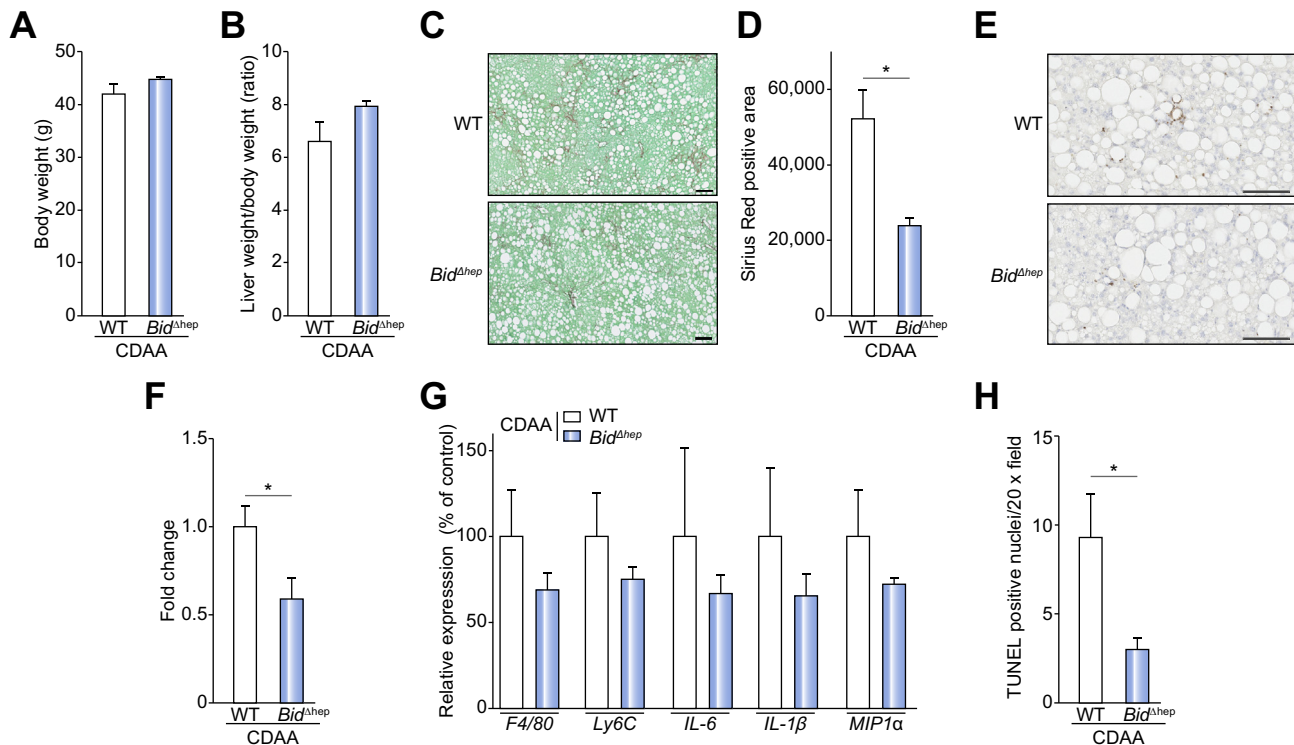 A
Body weight (g)
50
40
30
20
10
0
WT
Bid^Δhep
CDAA
B
Liver weight/body weight (ratio)
10
8
6
4
2
0
WT
Bid^Δhep
CDAA
C
WT
Bid^Δhep
D
Sirius Red positive area
60,000
40,000
20,000
0
*
WT
Bid^Δhep
CDAA
E
WT
Bid^Δhep
F
Fold change
1.5
1.0
0.5
0
*
WT
Bid^Δhep
CDAA
G
CDAA
WT
Bid^Δhep
Relative expresssion (% of control)
150
100
50
0
F4/80
Ly6C
IL-6
IL-1β
MIP1α
H
TUNEL positive nuclei/20 x field
15
10
5
0
*
WT
Bid^Δhep
CDAA